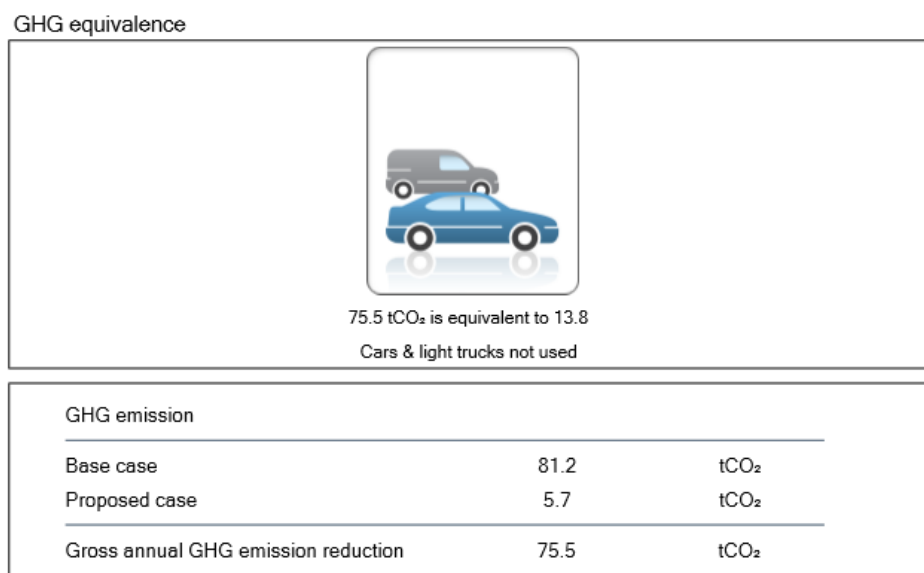 GHG equivalence
75.5 tCO₂ is equivalent to 13.8
Cars & light trucks not used
GHG emission
Base case 81.2 tCO₂
Proposed case 5.7 tCO₂
Gross annual GHG emission reduction 75.5 tCO₂